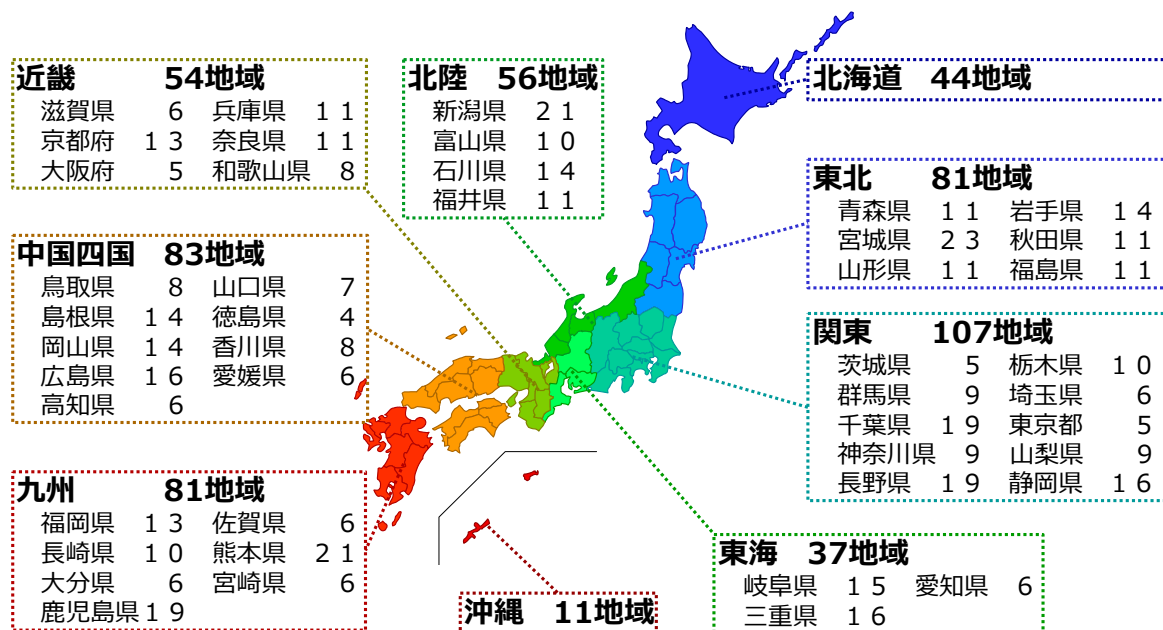 近畿 54地域
滋賀県 6 兵庫県 11
京都府 13 奈良県 11
大阪府 5 和歌山県 8
北陸 56地域
新潟県 21
富山県 10
石川県 14
福井県 11
北海道 44地域
東北 81地域
青森県 11 岩手県 14
宮城県 23 秋田県 11
山形県 11 福島県 11
中国四国 83地域
鳥取県 8 山口県 7
島根県 14 徳島県 4
岡山県 14 香川県 8
広島県 16 愛媛県 6
高知県 6
関東 107地域
茨城県 5 栃木県 10
群馬県 9 埼玉県 6
千葉県 19 東京都 5
神奈川県 9 山梨県 9
長野県 19 静岡県 16
九州 81地域
福岡県 13 佐賀県 6
長崎県 10 熊本県 21
大分県 6 宮崎県 6
鹿児島県 19
沖縄 11地域
東海 37地域
岐阜県 15 愛知県 6
三重県 16